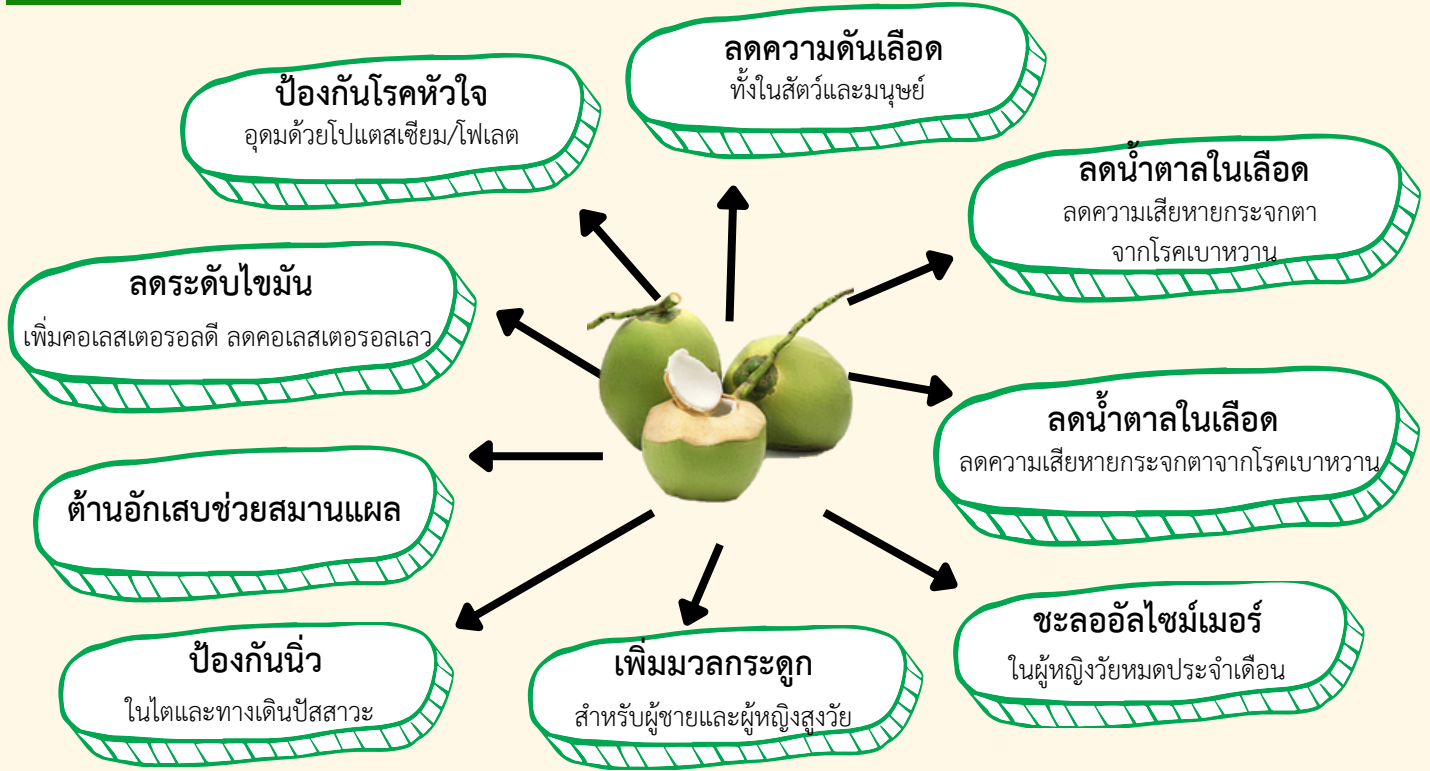 ลดความดันเลือด
ทั้งในสัตว์และมนุษย์
ป้องกันโรคหัวใจ
อุดมด้วยโปแตสเซียม/โฟเลต
ลดน้ำตาลในเลือด
ลดความเสียหายกระจกตา
จากโรคเบาหวาน
ลดระดับไขมัน
เพิ่มคอเลสเตอรอลดี ลดคอเลสเตอรอลเลว
ลดน้ำตาลในเลือด
ลดความเสียหายกระจกตาจากโรคเบาหวาน
ต้านอักเสบช่วยสมานแผล
ชะลออัลไซม์เมอร์
ในผู้หญิงวัยหมดประจำเดือน
ป้องกันนิ่ว
ในไตและทางเดินปัสสาวะ
เพิ่มมวลกระดูก
สำหรับผู้ชายและผู้หญิงสูงวัย